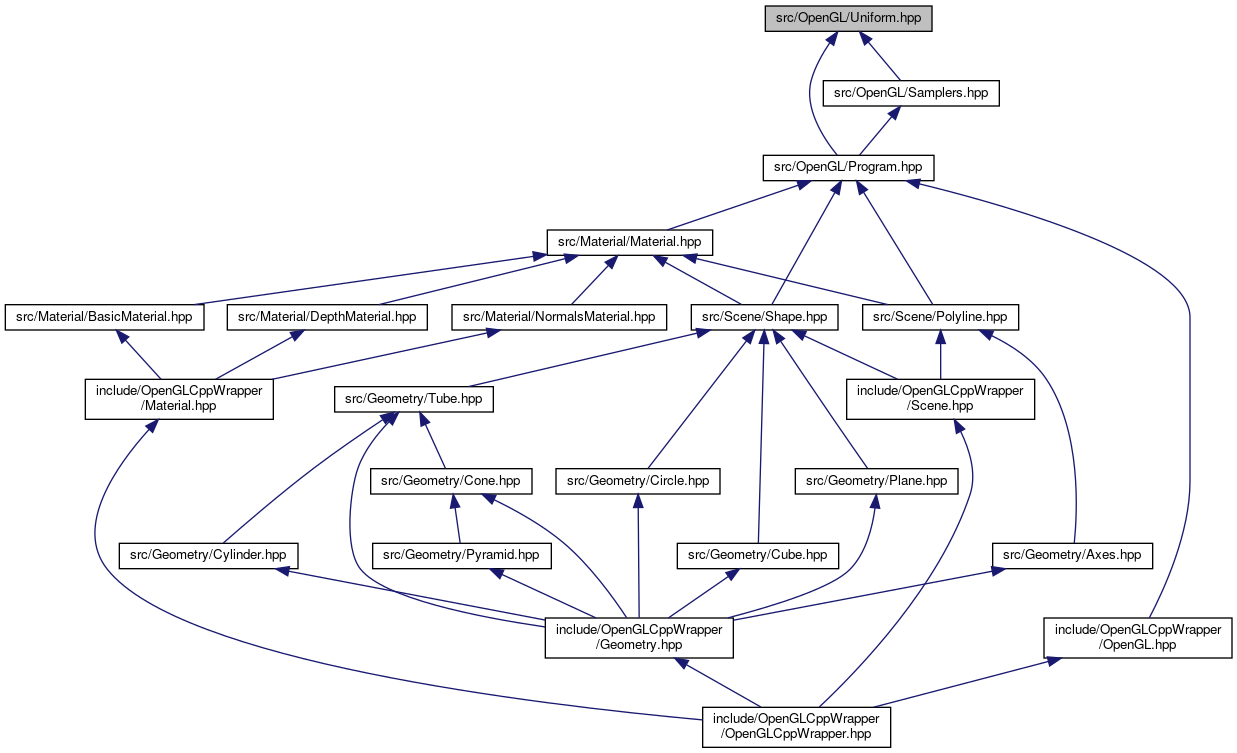 src/OpenGL/Uniform.hpp
src/OpenGL/Samplers.hpp
src/OpenGL/Program.hpp
src/Material/Material.hpp
src/Material/BasicMaterial.hpp
src/Material/DepthMaterial.hpp
src/Material/NormalsMaterial.hpp
src/Scene/Shape.hpp
src/Scene/Polyline.hpp
include/OpenGLCppWrapper
/Material.hpp
src/Geometry/Tube.hpp
include/OpenGLCppWrapper
/Scene.hpp
src/Geometry/Cone.hpp
src/Geometry/Circle.hpp
src/Geometry/Plane.hpp
src/Geometry/Cylinder.hpp
src/Geometry/Pyramid.hpp
src/Geometry/Cube.hpp
src/Geometry/Axes.hpp
include/OpenGLCppWrapper
/Geometry.hpp
include/OpenGLCppWrapper
/OpenGL.hpp
include/OpenGLCppWrapper
/OpenGLCppWrapper.hpp